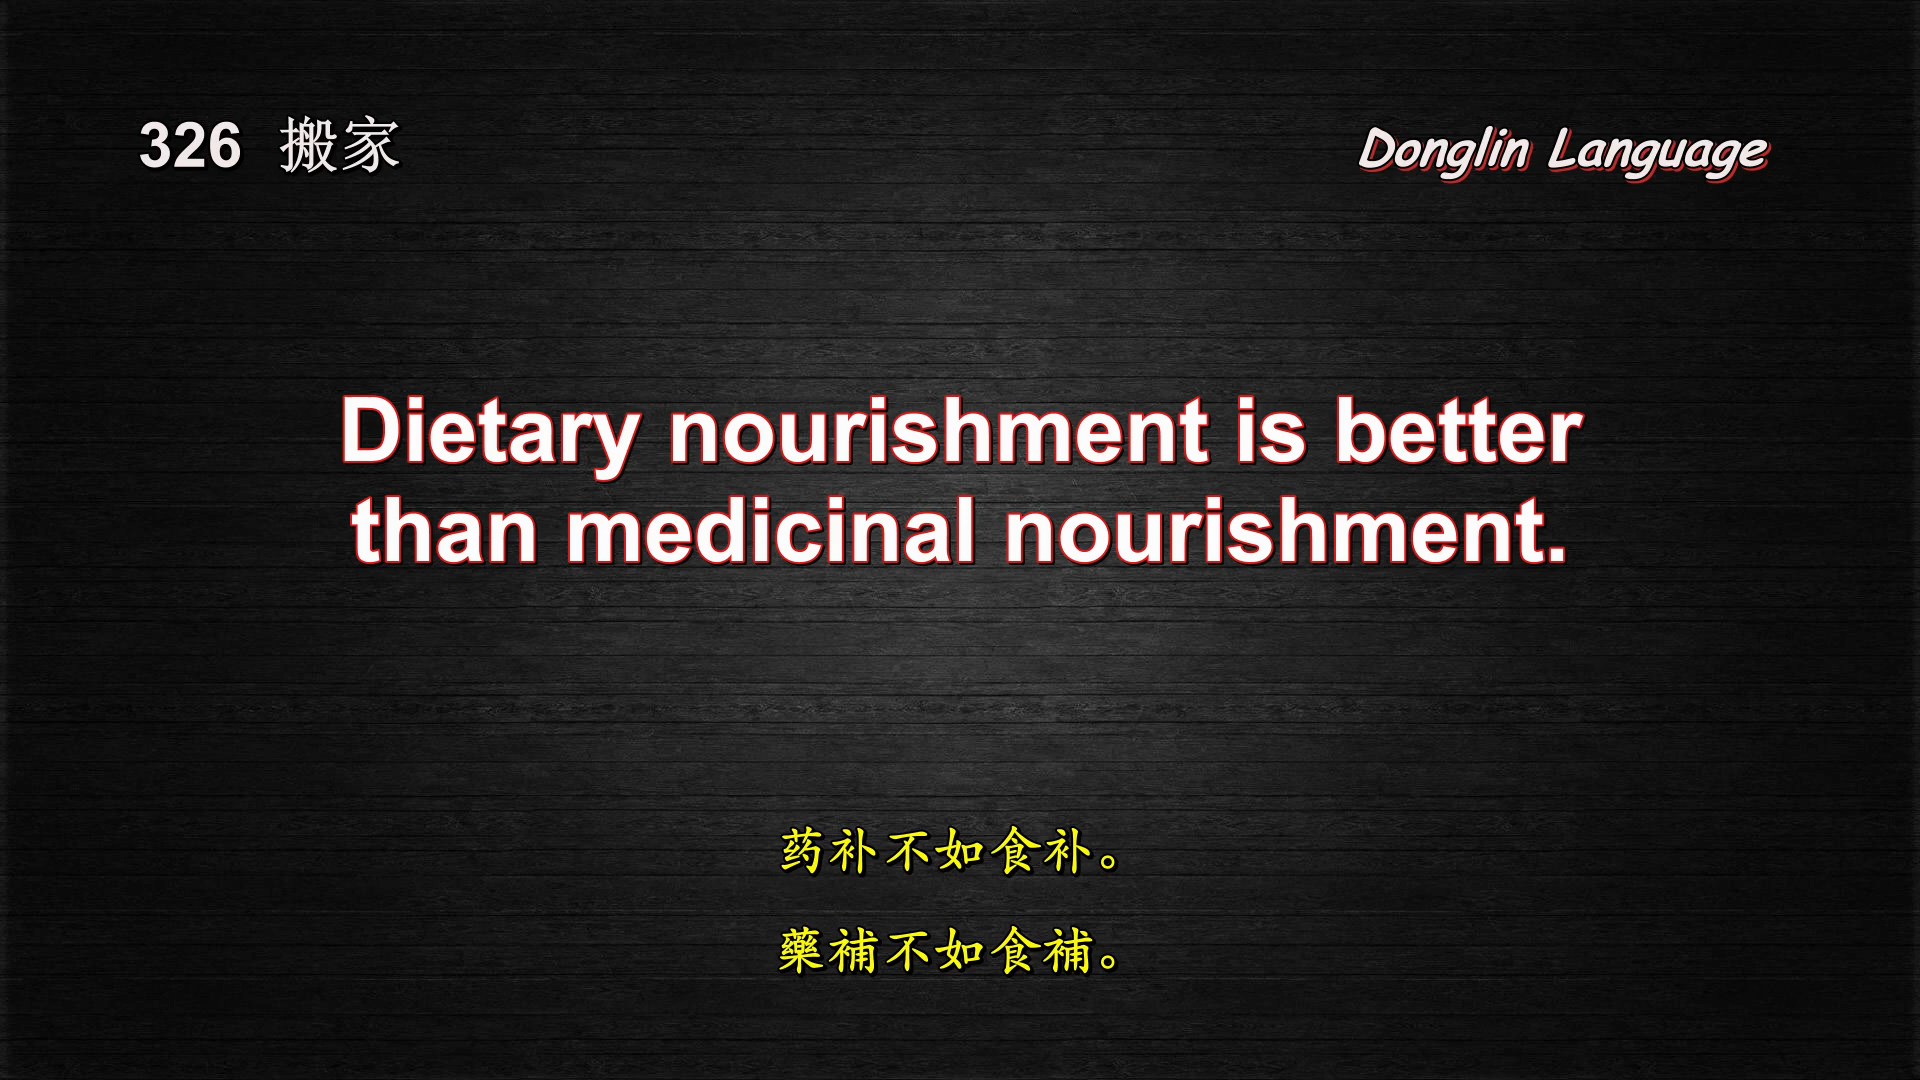 326 搬家
Donglin Language
Dietary nourishment is better
than medicinal nourishment.
药补不如食补。
藥補不如食補。